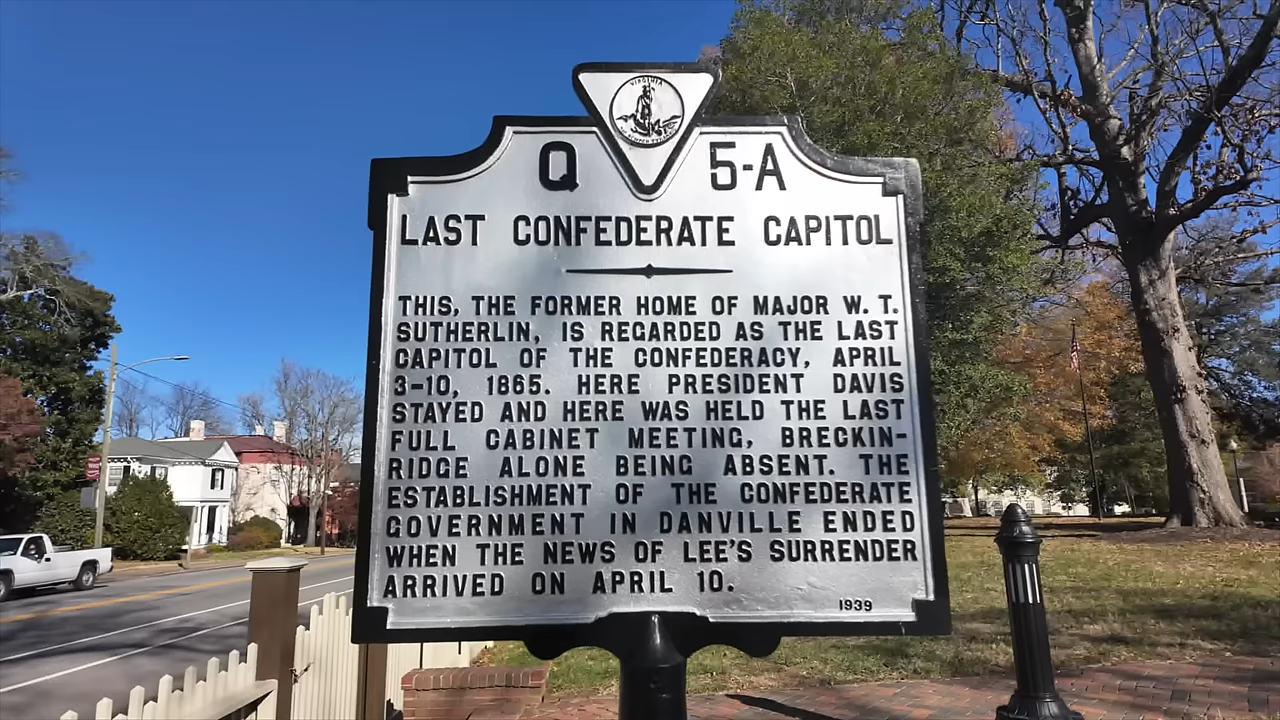 VIRGINIA
Q 5-A
LAST CONFEDERATE CAPITOL
THIS, THE FORMER HOME OF MAJOR W. T.
SUTHERLIN, IS REGARDED AS THE LAST
CAPITOL OF THE CONFEDERACY, APRIL
3-10, 1865. HERE PRESIDENT DAVIS
STAYED AND HERE WAS HELD THE LAST
FULL CABINET MEETING, BRECKIN-
RIDGE ALONE BEING ABSENT. THE
ESTABLISHMENT OF THE CONFEDERATE
GOVERNMENT IN DANVILLE ENDED
WHEN THE NEWS OF LEE'S SURRENDER
ARRIVED ON APRIL 10.
1939